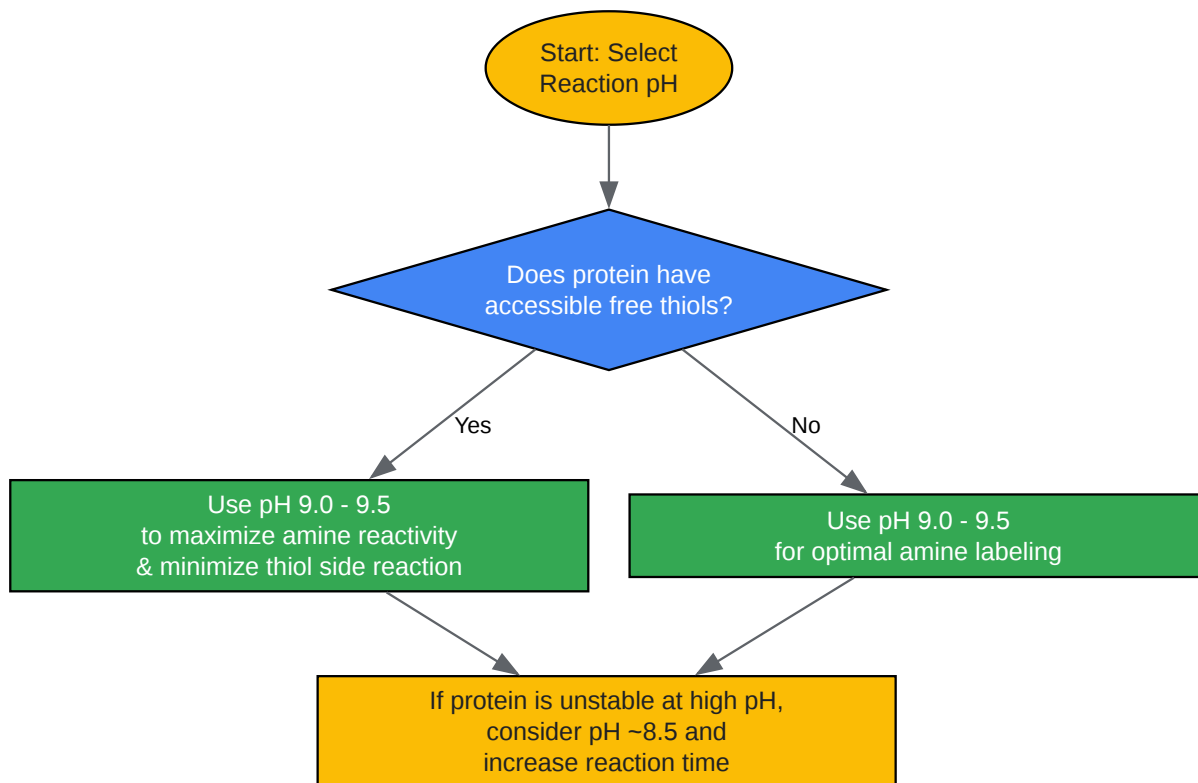 Start: Select
Reaction pH
Does protein have
accessible free thiols?
Yes
No
Use pH 9.0 - 9.5
to maximize amine reactivity
& minimize thiol side reaction
Use pH 9.0 - 9.5
for optimal amine labeling
If protein is unstable at high pH,
consider pH ~8.5 and
increase reaction time